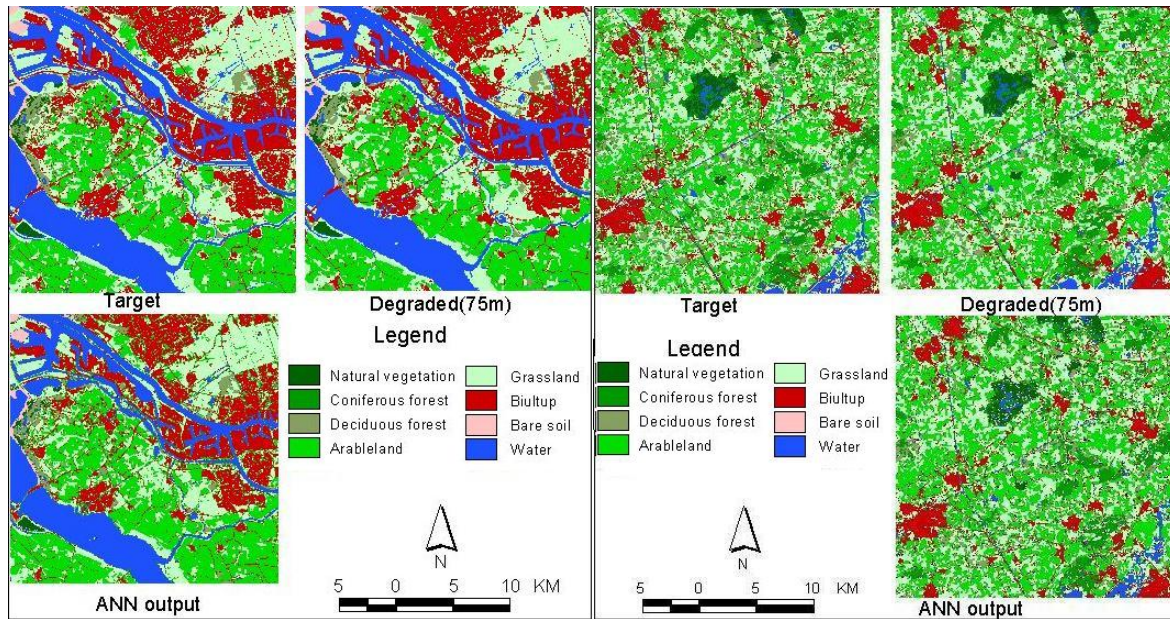 Target
Degraded(75m)
Legend
Natural vegetation
Grassland
Coniferous forest
Biultup
Deciduous forest
Bare soil
Arableland
Water
N
5 0 5 10 KM
ANN output
Target
Degraded(75m)
Legand
Natural vegetation
Grassland
Coniferous forest
Biultup
Deciduous forest
Bare soil
Arableland
Water
N
5 0 5 10 KM
ANN output